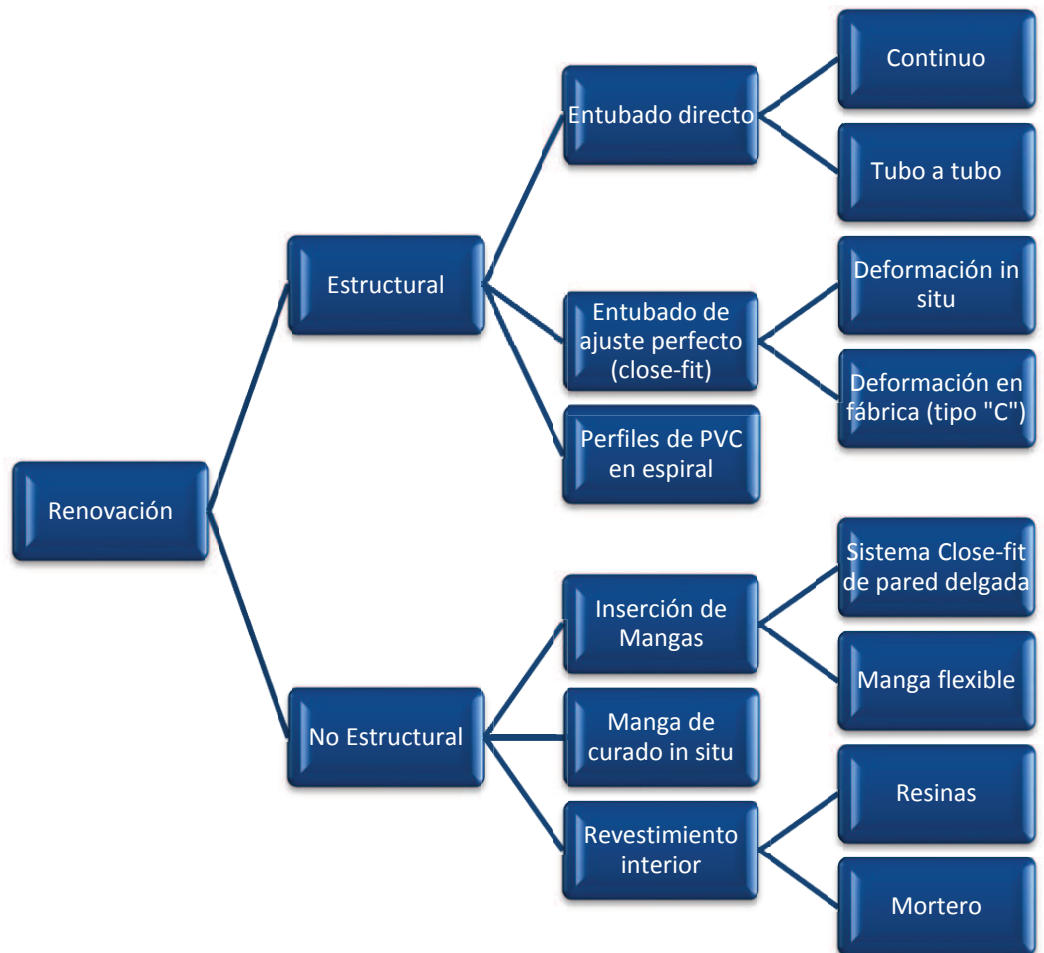 Continuo
Entubado directo
Tubo a tubo
Estructural
Deformación in
situ
Entubado de
ajuste perfecto
(close-fit)
Deformación en
fábrica (tipo "C")
Perfiles de PVC
en espiral
Renovación
Sistema Close-fit
de pared delgada
Inserción de
Mangas
Manga flexible
No Estructural
Manga de
curado in situ
Resinas
Revestimiento
interior
Mortero